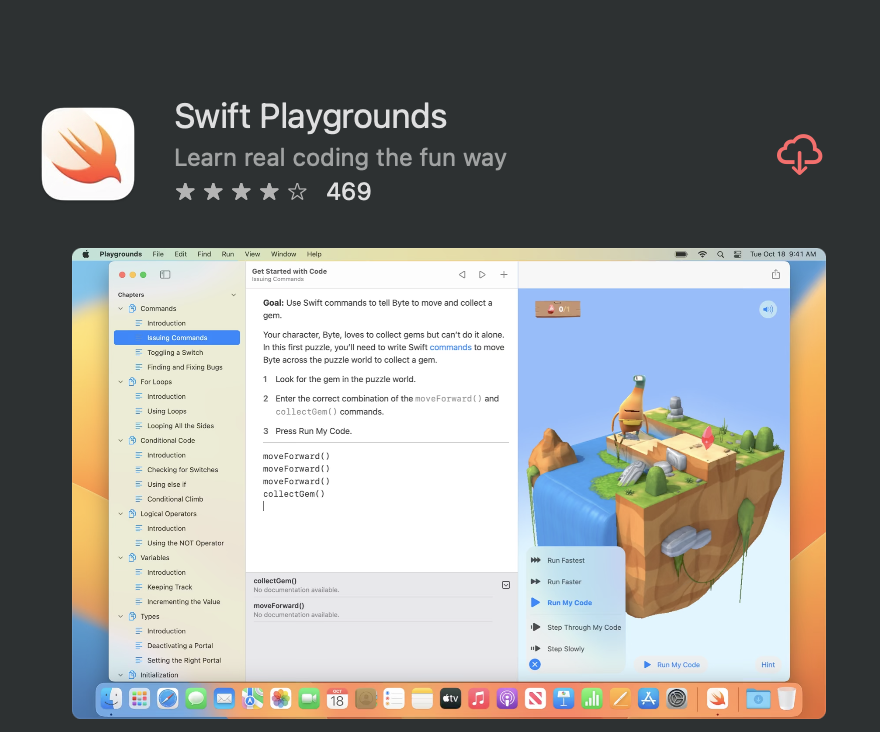 Swift Playgrounds
Learn real coding the fun way
469
Playgrounds File Edit Find Run View Window Help
Tue Oct 18 9:41 AM
Chapters
Commands
Introduction
Issuing Commands
Toggling a Switch
Finding and Fixing Bugs
For Loops
Introduction
Using Loops
Looping All the Sides
Conditional Code
Introduction
Checking for Switches
Using else if
Conditional Climb
Logical Operators
Introduction
Using the NOT Operator
Variables
Introduction
Keeping Track
Incrementing the Value
Types
Introduction
Deactivating a Portal
Setting the Right Portal
Initialization
Get Started with Code
Issuing Commands
Goal: Use Swift commands to tell Byte to move and collect a
gem.
Your character, Byte, loves to collect gems but can't do it alone.
In this first puzzle, you'll need to write Swift commands to move
Byte across the puzzle world to collect a gem.
1 Look for the gem in the puzzle world.
2 Enter the correct combination of the moveForward() and
collectGem() commands.
3 Press Run My Code.
moveForward()
moveForward()
moveForward()
collectGem()
collectGem()
No documentation available.
moveForward()
No documentation available.
0/1
Run Fastest
Run Faster
Run My Code
Step Through My Code
Step Slowly
Run My Code
Hint
OCT
18
tv